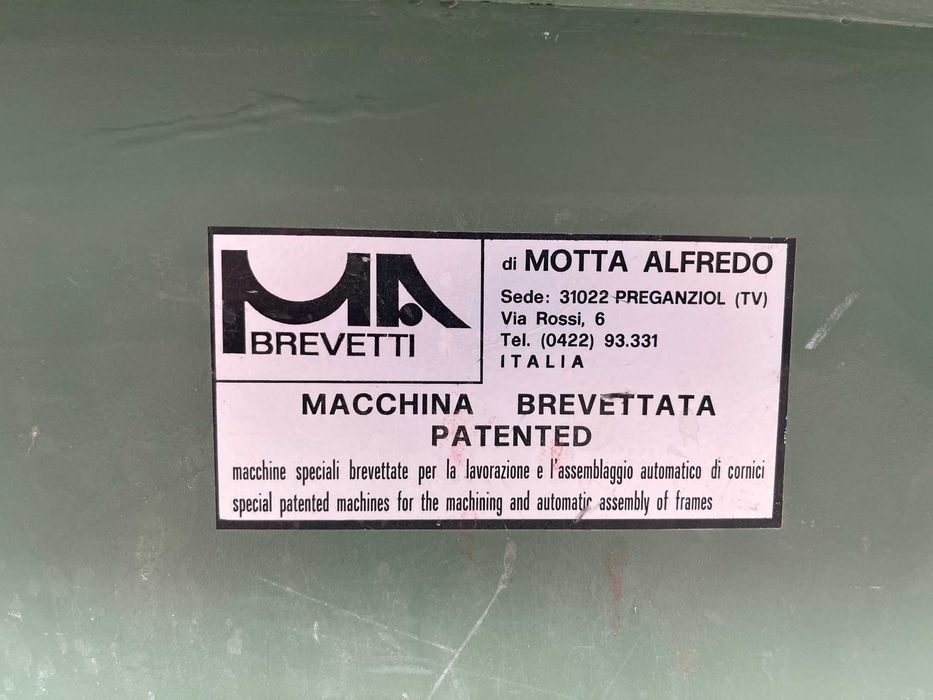 MA
BREVETTI
di MOTTA ALFREDO
Sede: 31022 PREGANZIOL (TV)
Via Rossi, 6
Tel. (0422) 93.331
ITALIA
MACCHINA BREVETTATA
PATENTED
macchine speciali brevettate per la lavorazione e l'assemblaggio automatico di cornici
special patented machines for the machining and automatic assembly of frames